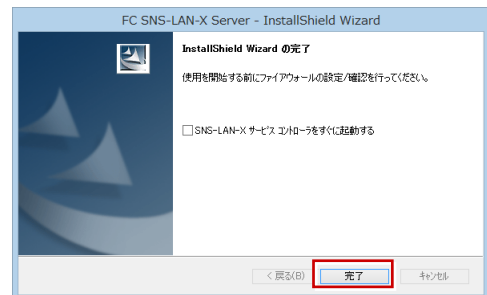 FC SNS-LAN-X Server - InstallShield Wizard
InstallShield Wizard の完了
使用を開始する前にファイアウォールの設定/確認を行ってください。
SNS-LAN-X サービス コントローラをすぐに起動する
< 戻る(B)
完了
キャンセル